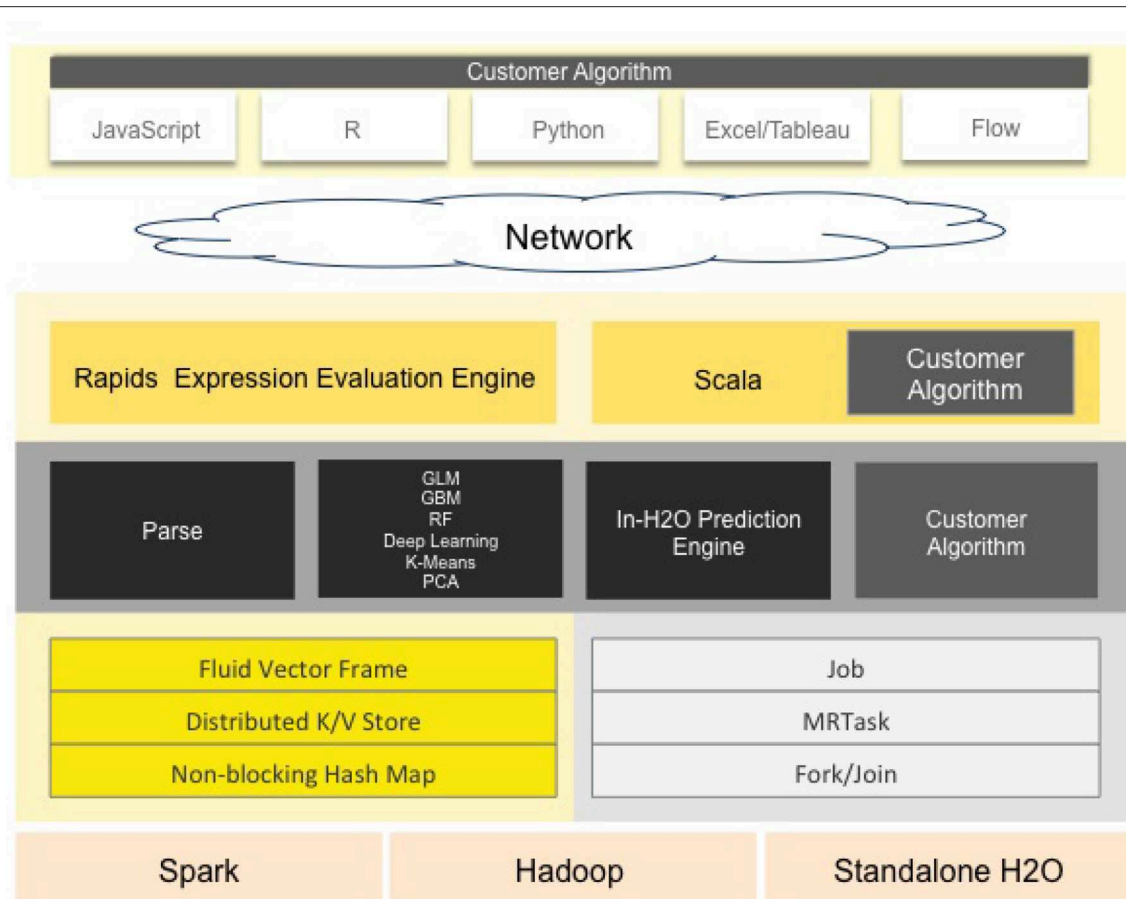 Customer Algorithm
JavaScript
R
Python
Excel/Tableau
Flow
Network
Rapids Expression Evaluation Engine
Scala
Customer
Algorithm
Parse
GLM
GBM
RF
Deep Learning
K-Means
PCA
In-H2O Prediction
Engine
Customer
Algorithm
Fluid Vector Frame
Distributed K/V Store
Non-blocking Hash Map
Job
MRTask
Fork/Join
Spark
Hadoop
Standalone H2O